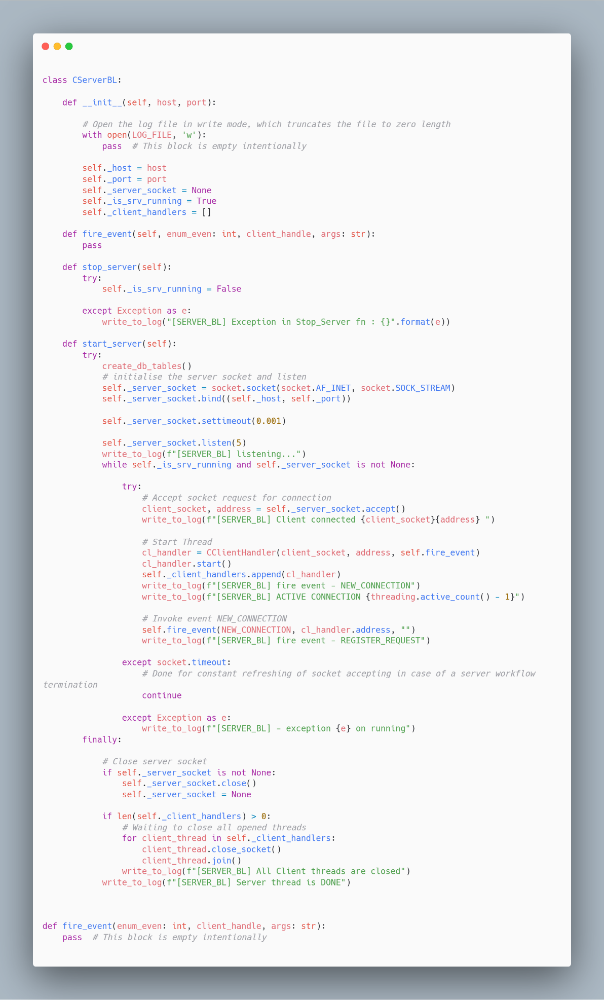 class CServerBL:
    def __init__(self, host, port):
        # Open the log file in write mode, which truncates the file to zero length
        with open(LOG_FILE, 'w'):
            pass  # This block is empty intentionally
        self._host = host
        self._port = port
        self._server_socket = None
        self._is_srv_running = True
        self._client_handlers = []
    def fire_event(self, enum_even: int, client_handle, args: str):
        pass
    def stop_server(self):
        try:
            self._is_srv_running = False
        except Exception as e:
            write_to_log("[SERVER_BL] Exception in Stop_Server fn : {}".format(e))
    def start_server(self):
        try:
            create_db_tables()
            # initialise the server socket and listen
            self._server_socket = socket.socket(socket.AF_INET, socket.SOCK_STREAM)
            self._server_socket.bind((self._host, self._port))
            self._server_socket.settimeout(0.001)
            self._server_socket.listen(5)
            write_to_log(f"[SERVER_BL] listening...")
            while self._is_srv_running and self._server_socket is not None:
                try:
                    # Accept socket request for connection
                    client_socket, address = self._server_socket.accept()
                    write_to_log(f"[SERVER_BL] Client connected {client_socket}{address} ")
                    # Start Thread
                    cl_handler = CClientHandler(client_socket, address, self.fire_event)
                    cl_handler.start()
                    self._client_handlers.append(cl_handler)
                    write_to_log(f"[SERVER_BL] fire event - NEW_CONNECTION")
                    write_to_log(f"[SERVER_BL] ACTIVE CONNECTION {threading.active_count() - 1}")
                    # Invoke event NEW_CONNECTION
                    self.fire_event(NEW_CONNECTION, cl_handler.address, "")
                    write_to_log(f"[SERVER_BL] fire event - REGISTER_REQUEST")
                except socket.timeout:
                    # Done for constant refreshing of socket accepting in case of a server workflow
termination
                    continue
                except Exception as e:
                    write_to_log(f"[SERVER_BL] - exception {e} on running")
        finally:
            # Close server socket
            if self._server_socket is not None:
                self._server_socket.close()
                self._server_socket = None
            if len(self._client_handlers) > 0:
                # Waiting to close all opened threads
                for client_thread in self._client_handlers:
                    client_thread.close_socket()
                    client_thread.join()
                write_to_log(f"[SERVER_BL] All Client threads are closed")
            write_to_log(f"[SERVER_BL] Server thread is DONE")
def fire_event(enum_even: int, client_handle, args: str):
    pass  # This block is empty intentionally